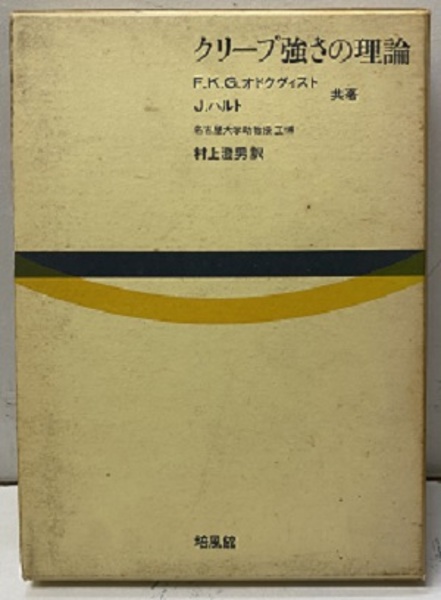 クリープ強さの理論
F.K.G.オドクヴィスト
J.ハルト
共著
名古屋大学助教授 工博
村上澄男 訳
培風館